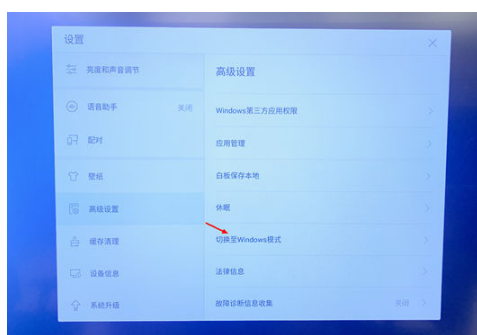 设置
亮度和声音调节
语音助手 关闭
配对
壁纸
高级设置
缓存清理
设备信息
系统升级
高级设置
Windows第三方应用权限
应用管理
白板保存本地
休眠
切换至Windows模式
法律信息
故障诊断信息收集 关闭